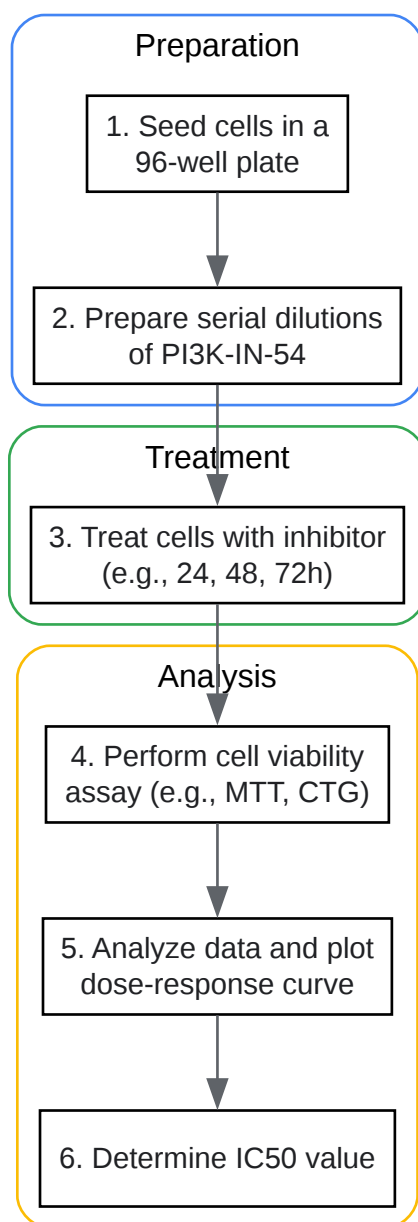 Preparation
1. Seed cells in a
96-well plate
2. Prepare serial dilutions
of PI3K-IN-54
Treatment
3. Treat cells with inhibitor
(e.g., 24, 48, 72h)
Analysis
4. Perform cell viability
assay (e.g., MTT, CTG)
5. Analyze data and plot
dose-response curve
6. Determine IC50 value